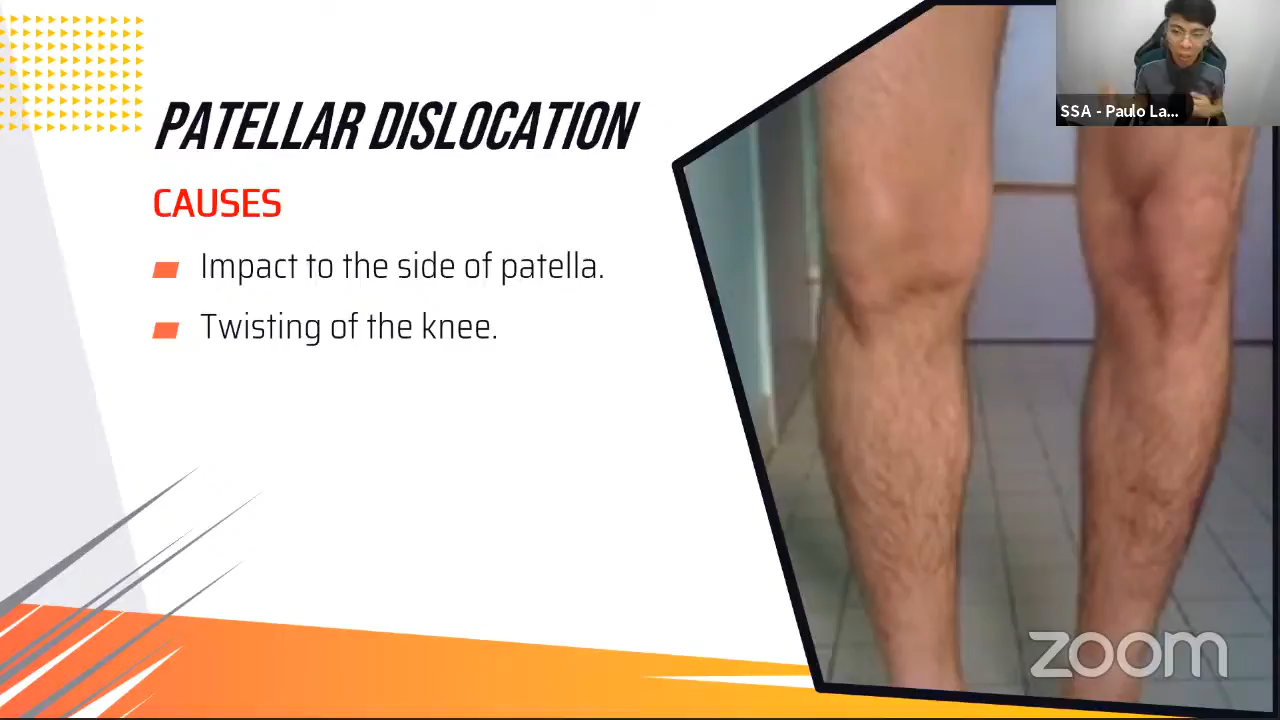 PATELLAR DISLOCATION
CAUSES
Impact to the side of patella.
Twisting of the knee.
SSA - Paulo La...
zoom